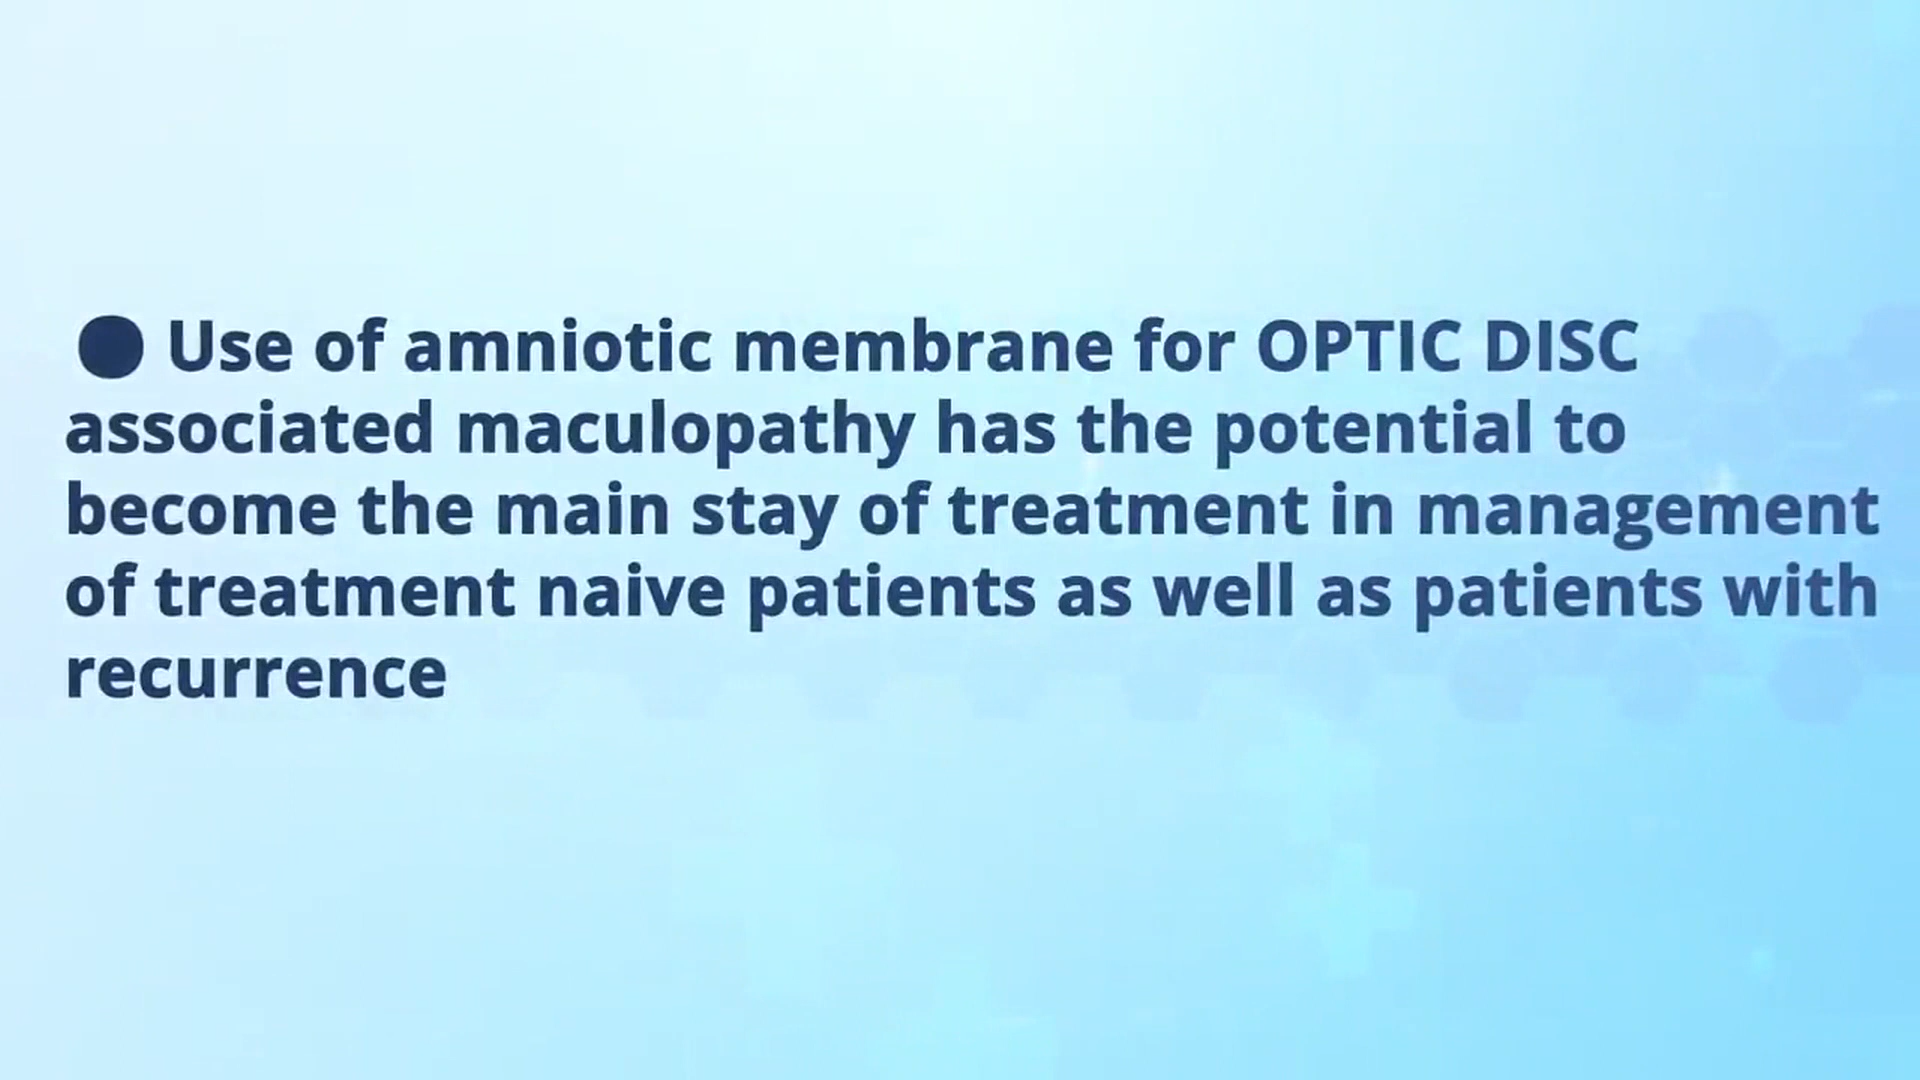 ● Use of amniotic membrane for OPTIC DISC
associated maculopathy has the potential to
become the main stay of treatment in management
of treatment naive patients as well as patients with
recurrence